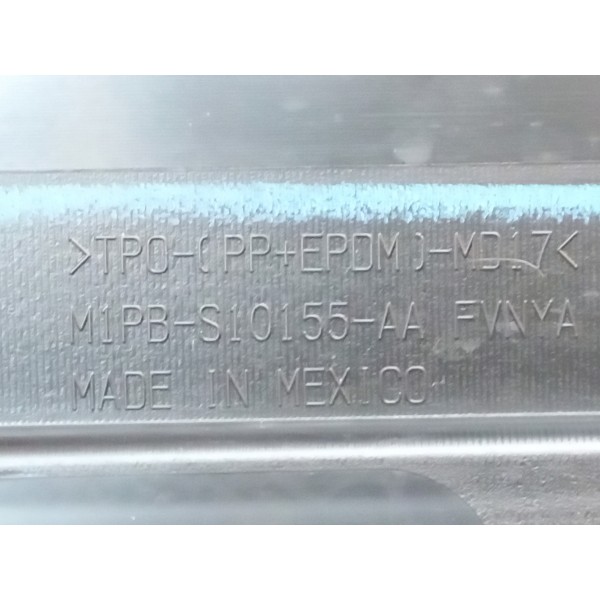 >TPO-(PP+EPDM)-MD17<
M1PB-S10155-AA FVNYA
MADE IN MEXICO